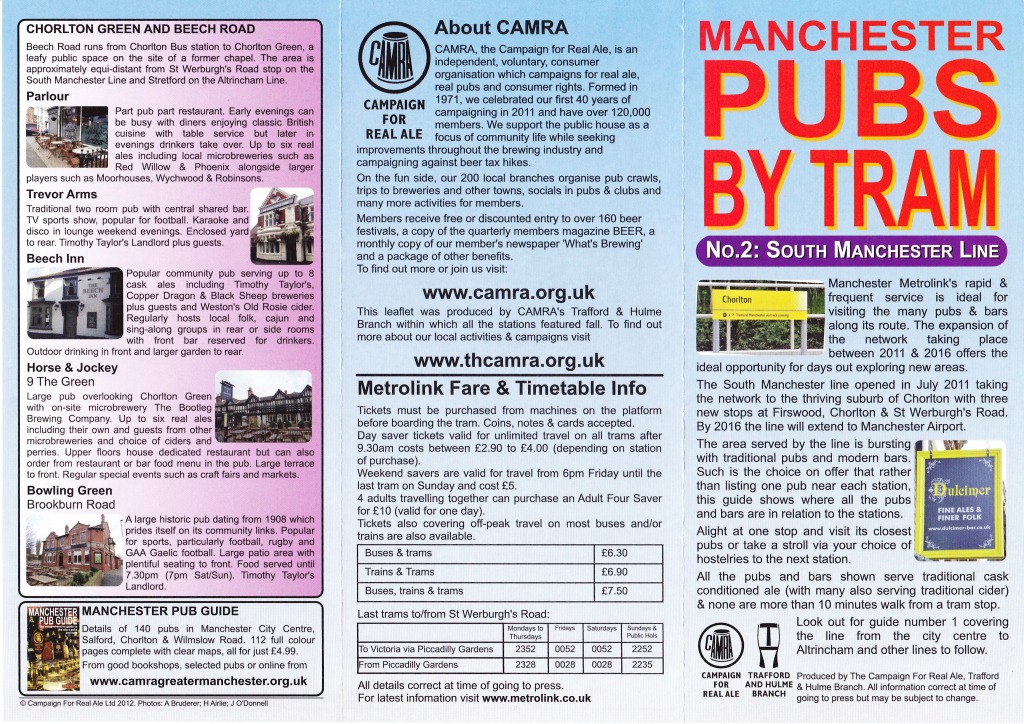 CHORLTON GREEN AND BEECH ROAD
Beech Road runs from Chorlton Bus station to Chorlton Green, a
leafy public space on the site of a former chapel. The area is
approximately equi-distant from St Werburgh's Road stop on the
South Manchester Line and Stretford on the Altrincham Line.
Parlour
Part pub part restaurant. Early evenings can
be busy with diners enjoying classic British
cuisine with table service but later in
evenings drinkers take over. Up to six real
ales including local microbreweries such as
Red Willow & Phoenix alongside larger
players such as Moorhouses, Wychwood & Robinsons.
Trevor Arms
Traditional two room pub with central shared bar.
TV sports show, popular for football. Karaoke and
disco in lounge weekend evenings. Enclosed yard
to rear. Timothy Taylor's Landlord plus guests.
Beech Inn
THE
BEECH
INN
Popular community pub serving up to 8
cask ales including Timothy Taylor's,
Copper Dragon & Black Sheep breweries
plus guests and Weston's Old Rosie cider.
Regularly hosts local folk, cajun and
sing-along groups in rear or side rooms
with front bar reserved for drinkers.
Outdoor drinking in front and larger garden to rear.
Horse & Jockey
9 The Green
Large pub overlooking Chorlton Green
with on-site microbrewery The Bootleg
Brewing Company. Up to six real ales
including their own and guests from other
microbreweries and choice of ciders and
perries. Upper floors house dedicated restaurant but can also
order from restaurant or bar food menu in the pub. Large terrace
to front. Regular special events such as craft fairs and markets.
Bowling Green
Brookburn Road
A large historic pub dating from 1908 which
prides itself on its community links. Popular
for sports, particularly football, rugby and
GAA Gaelic football. Large patio area with
plentiful seating to front. Food served until
7.30pm (7pm Sat/Sun). Timothy Taylor's
Landlord.
MANCHESTER
PUB GUIDE
MANCHESTER PUB GUIDE
Details of 140 pubs in Manchester City Centre,
Salford, Chorlton & Wilmslow Road. 112 full colour
pages complete with clear maps, all for just £4.99.
From good bookshops, selected pubs or online from
www.camragreatermanchester.org.uk
© Campaign For Real Ale Ltd 2012. Photos: A Bruderer; H Airlie; J O'Donnell
CAMRA
CAMPAIGN
FOR
REAL ALE
About CAMRA
CAMRA, the Campaign for Real Ale, is an
independent, voluntary, consumer
organisation which campaigns for real ale,
real pubs and consumer rights. Formed in
1971, we celebrated our first 40 years of
campaigning in 2011 and have over 120,000
members. We support the public house as a
focus of community life while seeking
improvements throughout the brewing industry and
campaigning against beer tax hikes.
On the fun side, our 200 local branches organise pub crawls,
trips to breweries and other towns, socials in pubs & clubs and
many more activities for members.
Members receive free or discounted entry to over 160 beer
festivals, a copy of the quarterly members magazine BEER, a
monthly copy of our member's newspaper 'What's Brewing'
and a package of other benefits.
To find out more or join us visit:
www.camra.org.uk
This leaflet was produced by CAMRA's Trafford & Hulme
Branch within which all the stations featured fall. To find out
more about our local activities & campaigns visit
www.thcamra.org.uk
Metrolink Fare & Timetable Info
Tickets must be purchased from machines on the platform
before boarding the tram. Coins, notes & cards accepted.
Day saver tickets valid for unlimited travel on all trams after
9.30am costs between £2.90 to £4.00 (depending on station
of purchase).
Weekend savers are valid for travel from 6pm Friday until the
last tram on Sunday and cost £5.
4 adults travelling together can purchase an Adult Four Saver
for £10 (valid for one day).
Tickets also covering off-peak travel on most buses and/or
trains are also available.
Buses & trams £6.30
Trains & Trams £6.90
Buses, trains & trams £7.50
Last trams to/from St Werburgh's Road:
Mondays to Thursdays Fridays Saturdays Sundays & Public Hols
To Victoria via Piccadilly Gardens 2352 0052 0052 2252
From Piccadilly Gardens 2328 0028 0028 2235
All details correct at time of going to press.
For latest infomation visit www.metrolink.co.uk
MANCHESTER
PUBS
BY TRAM
NO.2: SOUTH MANCHESTER LINE
Chorlton
Manchester Metrolink's rapid &
frequent service is ideal for
visiting the many pubs & bars
along its route. The expansion of
the network taking place
between 2011 & 2016 offers the
ideal opportunity for days out exploring new areas.
The South Manchester line opened in July 2011 taking
the network to the thriving suburb of Chorlton with three
new stops at Firswood, Chorlton & St Werburgh's Road.
By 2016 the line will extend to Manchester Airport.
The area served by the line is bursting
with traditional pubs and modern bars.
Such is the choice on offer that rather
than listing one pub near each station,
this guide shows where all the pubs
and bars are in relation to the stations.
Alight at one stop and visit its closest
pubs or take a stroll via your choice of
hostelries to the next station.
Dulcimer
FINE ALES &
FINER FOLK
www.dulcimer-bar.co.uk
All the pubs and bars shown serve traditional cask
conditioned ale (with many also serving traditional cider)
& none are more than 10 minutes walk from a tram stop.
CAMRA
CAMPAIGN
FOR
REAL ALE
TRAFFORD
AND HULME
BRANCH
Look out for guide number 1 covering
the line from the city centre to
Altrincham and other lines to follow.
Produced by The Campaign For Real Ale, Trafford
& Hulme Branch. All information correct at time of
going to press but may be subject to change.